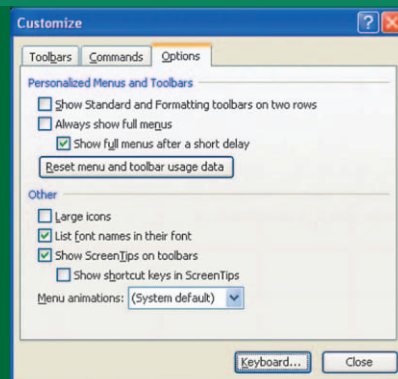 Customize
Toolbars Commands Options
Personalized Menus and Toolbars
Show Standard and Formatting toolbars on two rows
Always show full menus
Show full menus after a short delay
Reset menu and toolbar usage data
Other
Large icons
List font names in their font
Show ScreenTips on toolbars
Show shortcut keys in ScreenTips
Menu animations: (System default)
Keyboard... Close